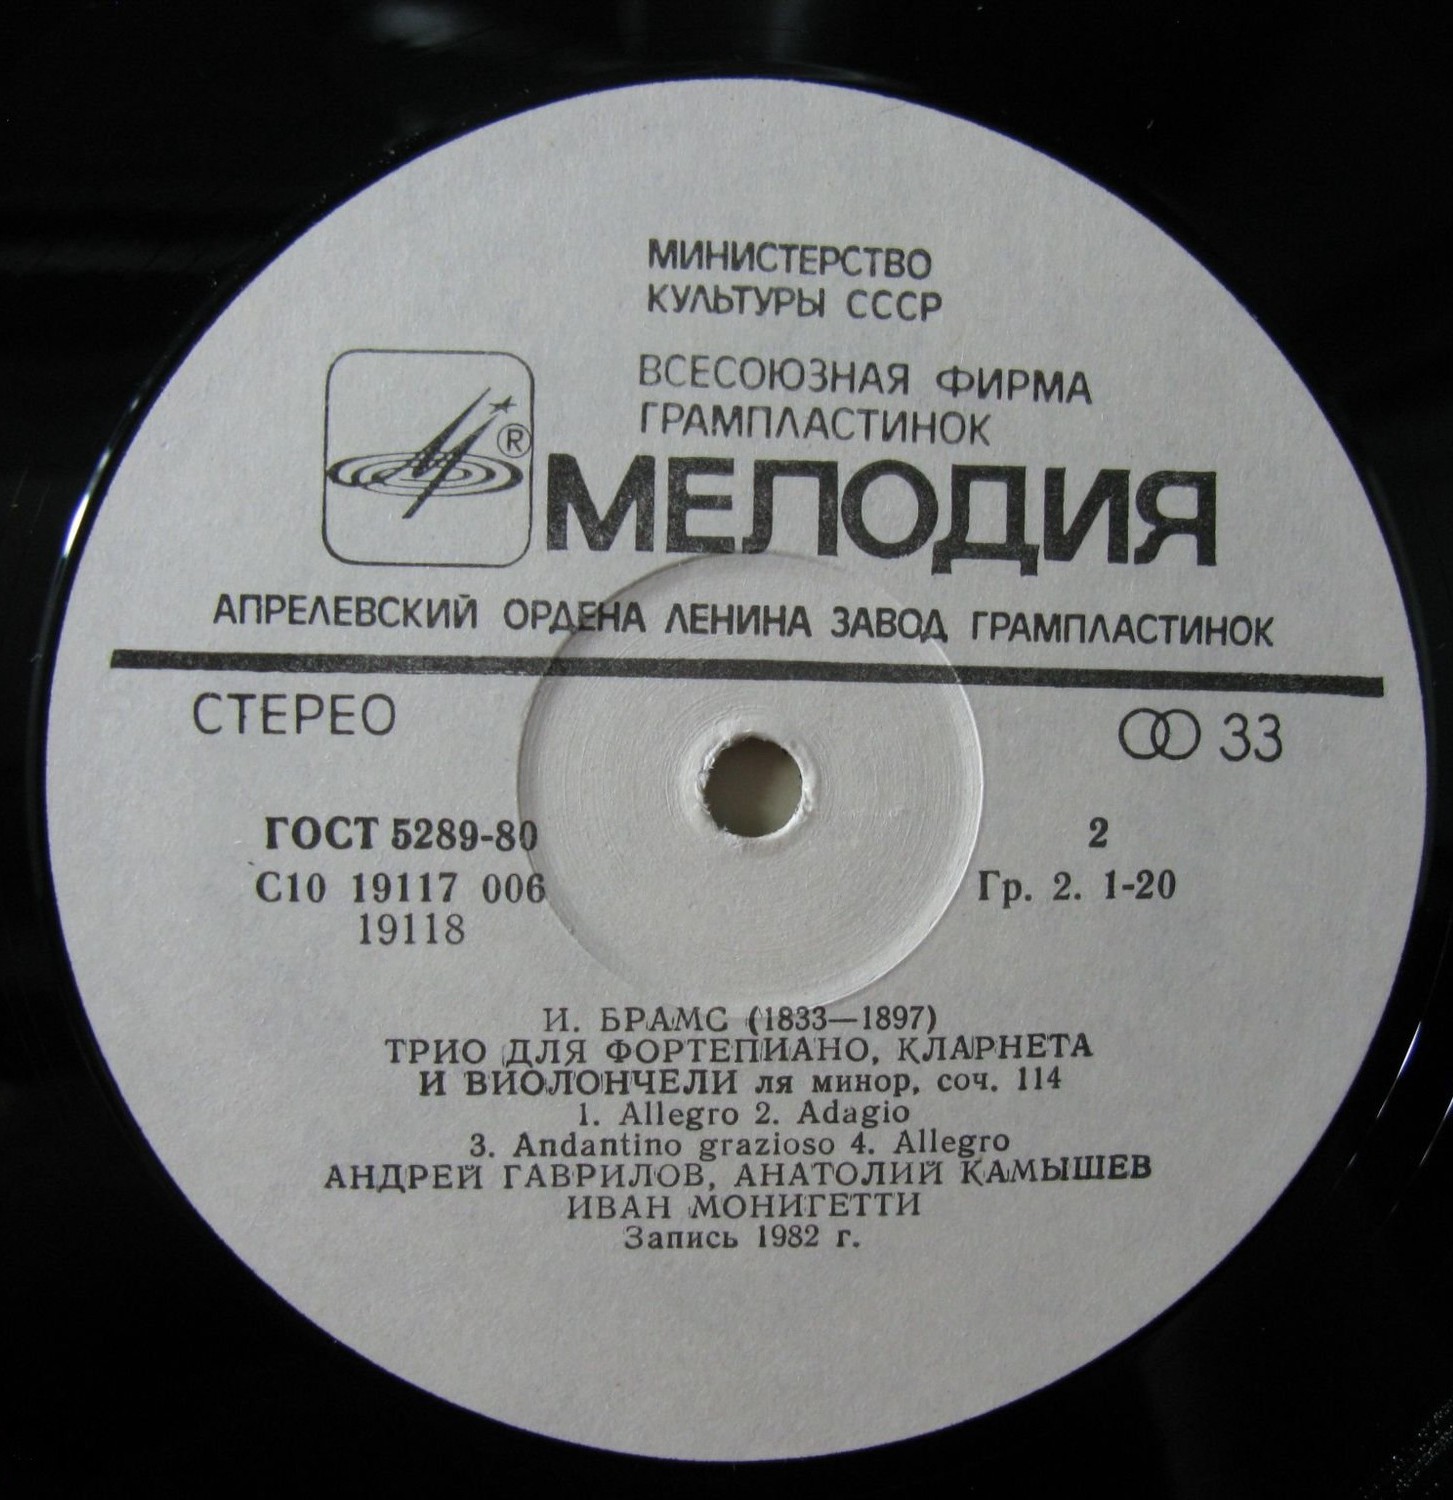 МИНИСТЕРСТВО
КУЛЬТУРЫ СССР
ВСЕСОЮЗНАЯ ФИРМА
ГРАМПЛАСТИНОК
®
МЕЛОДИЯ
АПРЕЛЕВСКИЙ ОРДЕНА ЛЕНИНА ЗАВОД ГРАМПЛАСТИНОК
СТЕРЕО
33
ГОСТ 5289-80
2
С10 19117 006
Гр. 2. 1-20
19118
И. БРАМС (1833—1897)
ТРИО ДЛЯ ФОРТЕПИАНО, КЛАРНЕТА
И ВИОЛОНЧЕЛИ ля минор, соч. 114
1. Allegro 2. Adagio
3. Andantino grazioso 4. Allegro
АНДРЕЙ ГАВРИЛОВ, АНАТОЛИЙ КАМЫШЕВ
ИВАН МОНИГЕТТИ
Запись 1982 г.